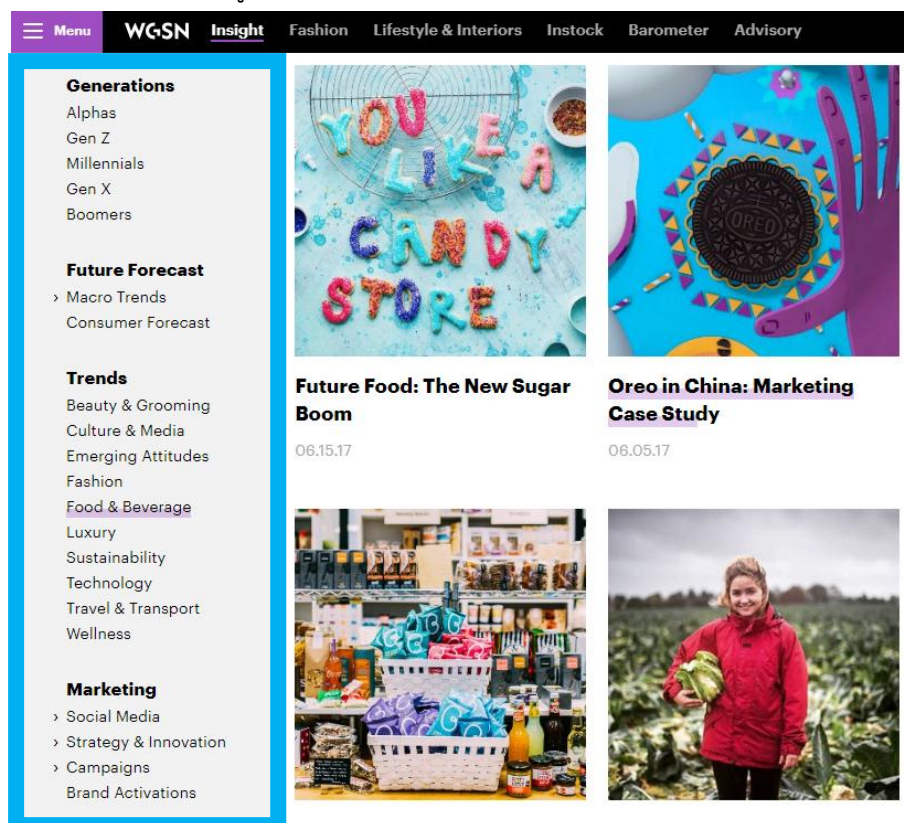 Menu
WGSN
Insight
Fashion
Lifestyle & Interiors
Instock
Barometer
Advisory
Generations
Alphas
Gen Z
Millennials
Gen X
Boomers
Future Forecast
› Macro Trends
Consumer Forecast
Trends
Beauty & Grooming
Culture & Media
Emerging Attitudes
Fashion
Food & Beverage
Luxury
Sustainability
Technology
Travel & Transport
Wellness
Marketing
› Social Media
› Strategy & Innovation
› Campaigns
Brand Activations
YOU
LIKE A
CANDY
STORE
Future Food: The New Sugar
Boom
06.15.17
OREO
Oreo in China: Marketing
Case Study
06.05.17